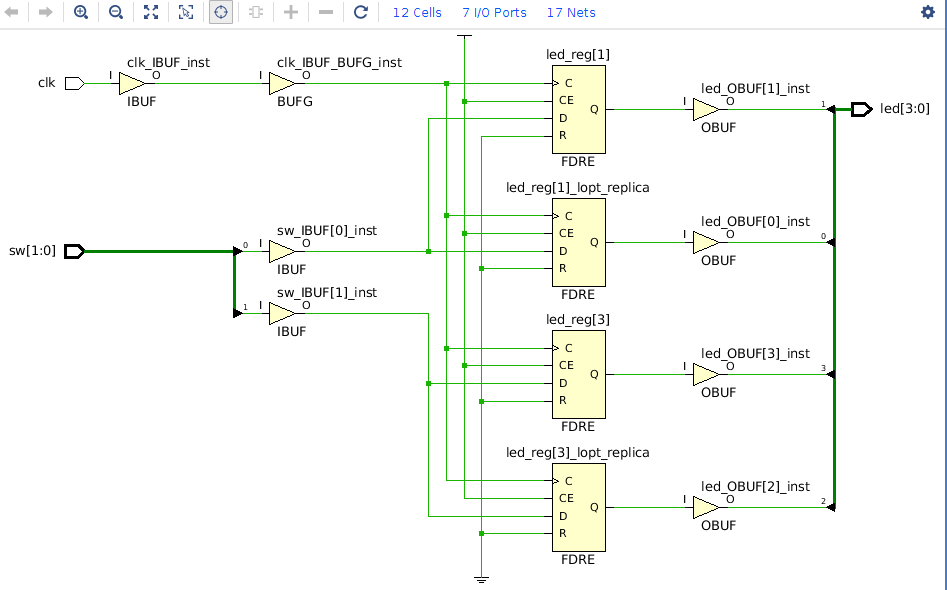 12 Cells 7 I/O Ports 17 Nets
clk
I
clk_IBUF_inst
O
IBUF
I
clk_IBUF_BUFG_inst
O
BUFG
led_reg[1]
C
CE
D
R
Q
FDRE
I
led_OBUF[1]_inst
O
OBUF
1
led[3:0]
sw[1:0]
0
I
sw_IBUF[0]_inst
O
IBUF
1
I
sw_IBUF[1]_inst
O
IBUF
led_reg[1]_lopt_replica
C
CE
D
R
Q
FDRE
I
led_OBUF[0]_inst
O
OBUF
0
led_reg[3]
C
CE
D
R
Q
FDRE
I
led_OBUF[3]_inst
O
OBUF
3
led_reg[3]_lopt_replica
C
CE
D
R
Q
FDRE
I
led_OBUF[2]_inst
O
OBUF
2